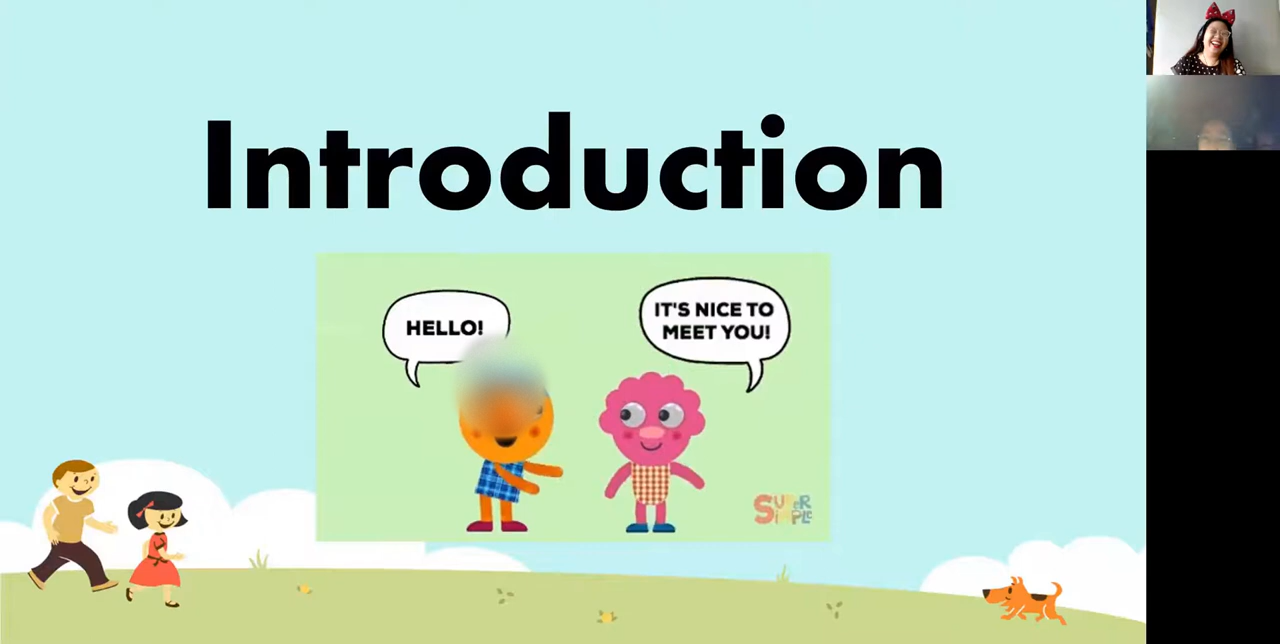 Introduction
HELLO!
IT'S NICE TO
MEET YOU!
SUPER
SIMPLE